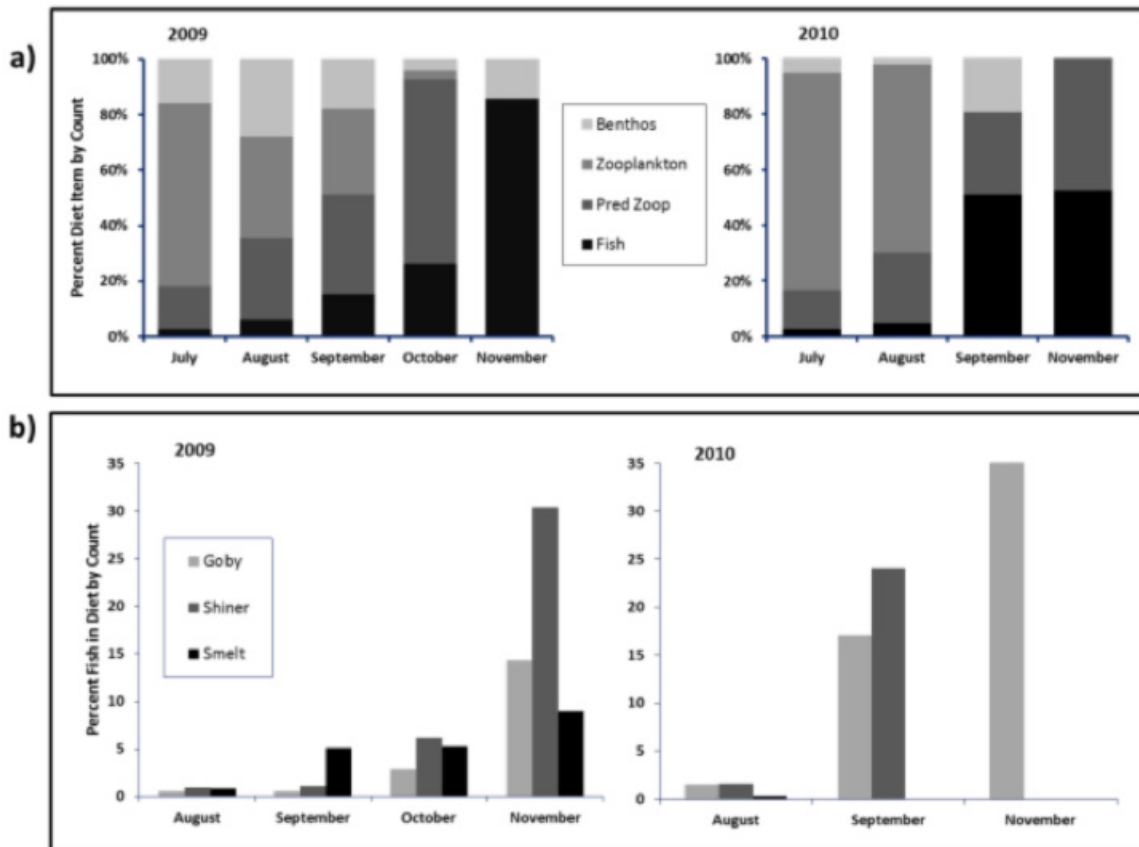 a)
2009
2010
Percent Diet Item by Count
100%
80%
60%
40%
20%
0%
July August September October November
Benthos
Zooplankton
Pred Zoop
Fish
100%
80%
60%
40%
20%
0%
July August September November
b)
2009
2010
Percent Fish in Diet by Count
35
30
25
20
15
10
5
0
August September October November
Goby
Shiner
Smelt
35
30
25
20
15
10
5
0
August September November